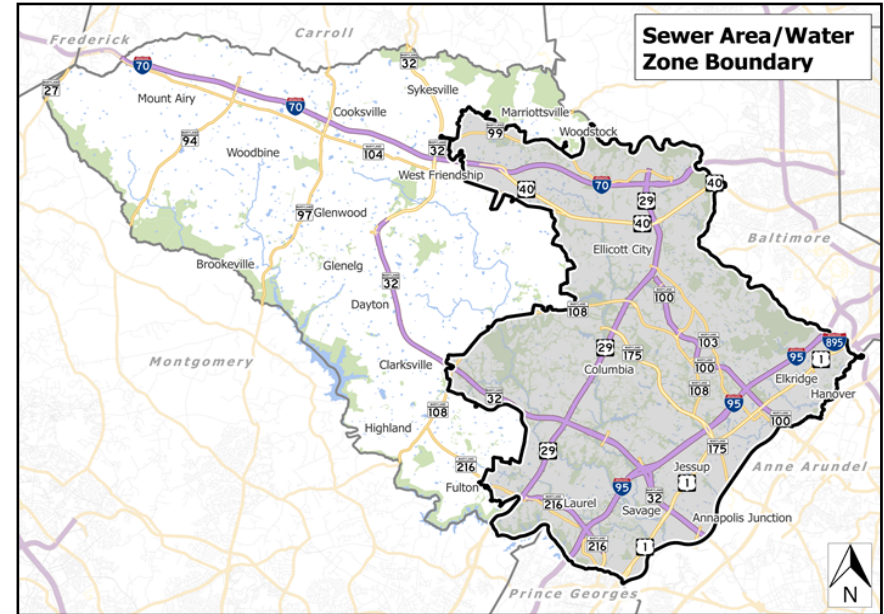 Sewer Area/Water
Zone Boundary
Frederick
Carroll
32
70
27
Mount Airy
Sykesville
70
Cooksville
Marriottsville
94
99
Woodstock
Woodbine
104
32
West Friendship
40
70
40
29
97
Glenwood
40
Ellicott City
Baltimore
Brookeville
Glenelg
32
100
Dayton
108
103
895
29
175
95
1
Montgomery
Clarksville
Columbia
100
Elkridge
32
108
95
Hanover
108
100
Highland
29
175
216
Jessup
Anne Arundel
Fulton
95
1
32
216
Laurel
Savage
Annapolis Junction
216
1
Prince Georges
N